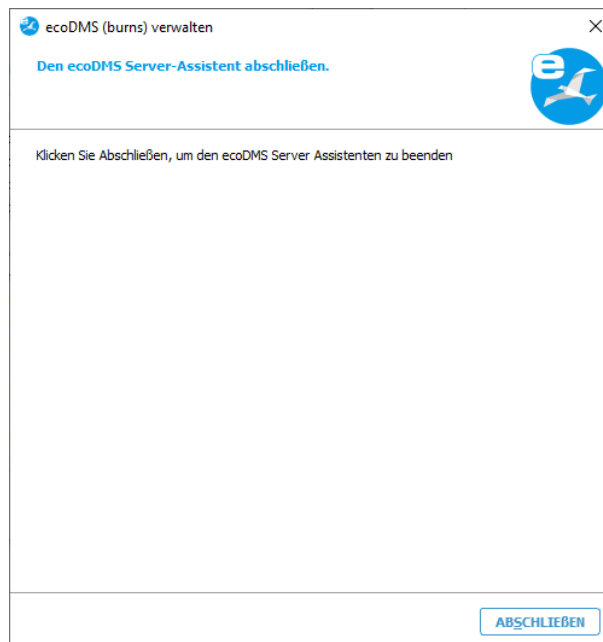 ecoDMS (burns) verwalten
Den ecoDMS Server-Assistent abschließen.
e
Klicken Sie Abschließen, um den ecoDMS Server Assistenten zu beenden
ABSCHLIEßEN